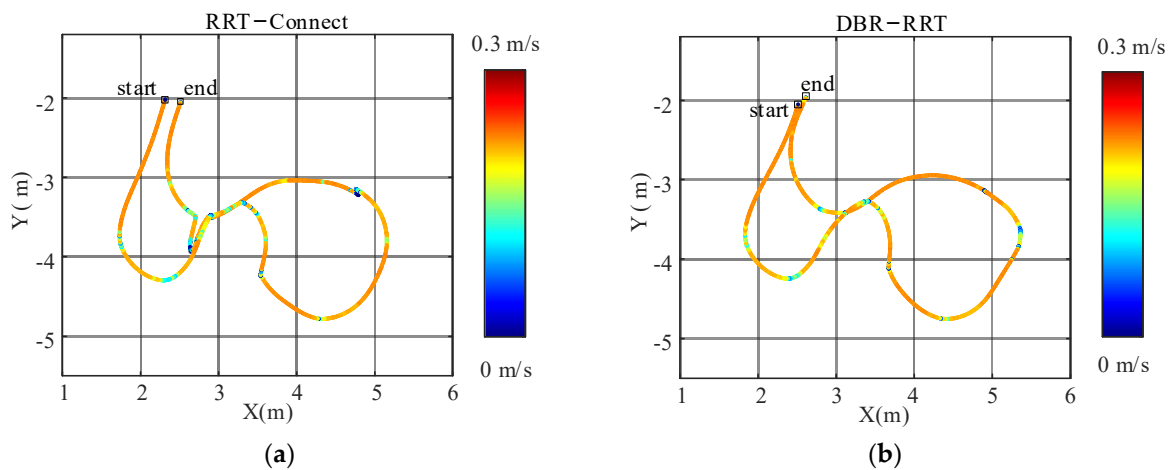 RRT-Connect
0.3 m/s
start
end
-2
-3
-4
-5
Y(m)
0 m/s
1
2
3
4
5
6
X(m)
(a)
DBR-RRT
0.3 m/s
end
start
-2
-3
-4
-5
Y(m)
0 m/s
1
2
3
4
5
6
X(m)
(b)